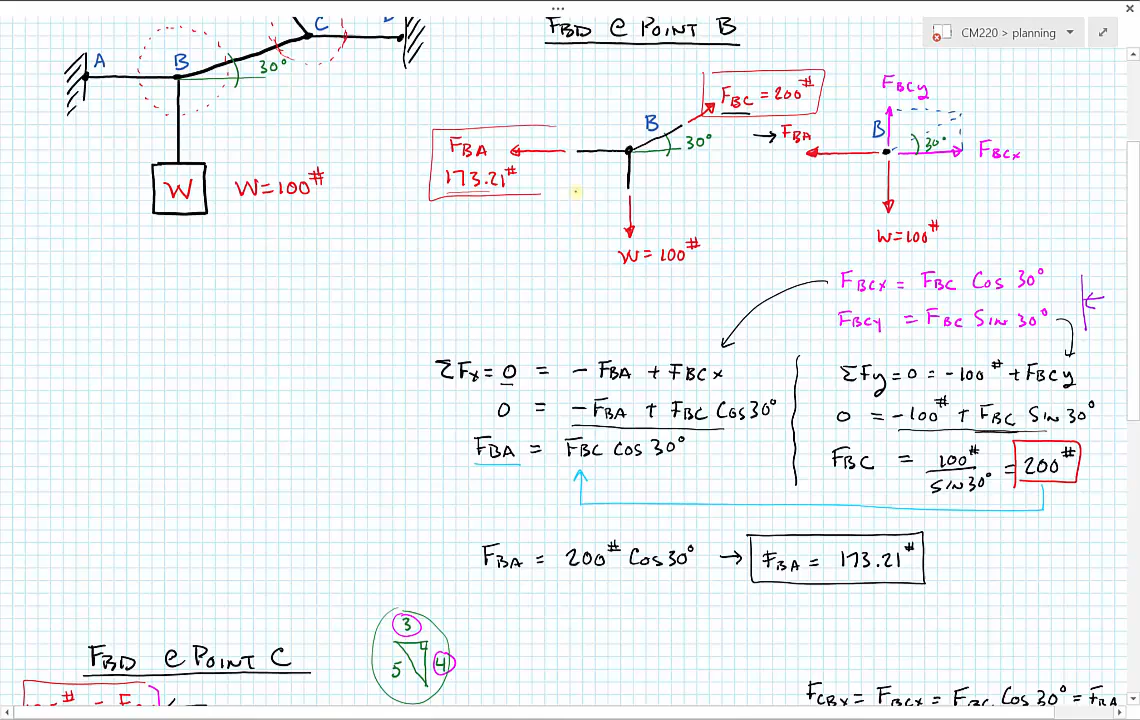 FBD @ POINT B
CM220 > planning
C
A
B
30°
W
W=100#
FBC = 200#
B
30°
FBA
173.21#
W=100#
FBCy
FBA
B
30°
FBCX
W=100#
FBCX = FBC Cos 30°
FBCY = FBC Sin 30°
ΣFx = 0 = - FBA + FBCX
0 = - FBA + FBC Cos30°
FBA = FBC Cos 30°
ΣFy = 0 = -100# + FBCy
0 = -100# + FBC Sin 30°
FBC = 100# / Sin 30° = 200#
FBA = 200# Cos 30° → FBA = 173.21#
3
5
4
FBD @ POINT C
FCBX = FBCX = FBC Cos 30° = FBA